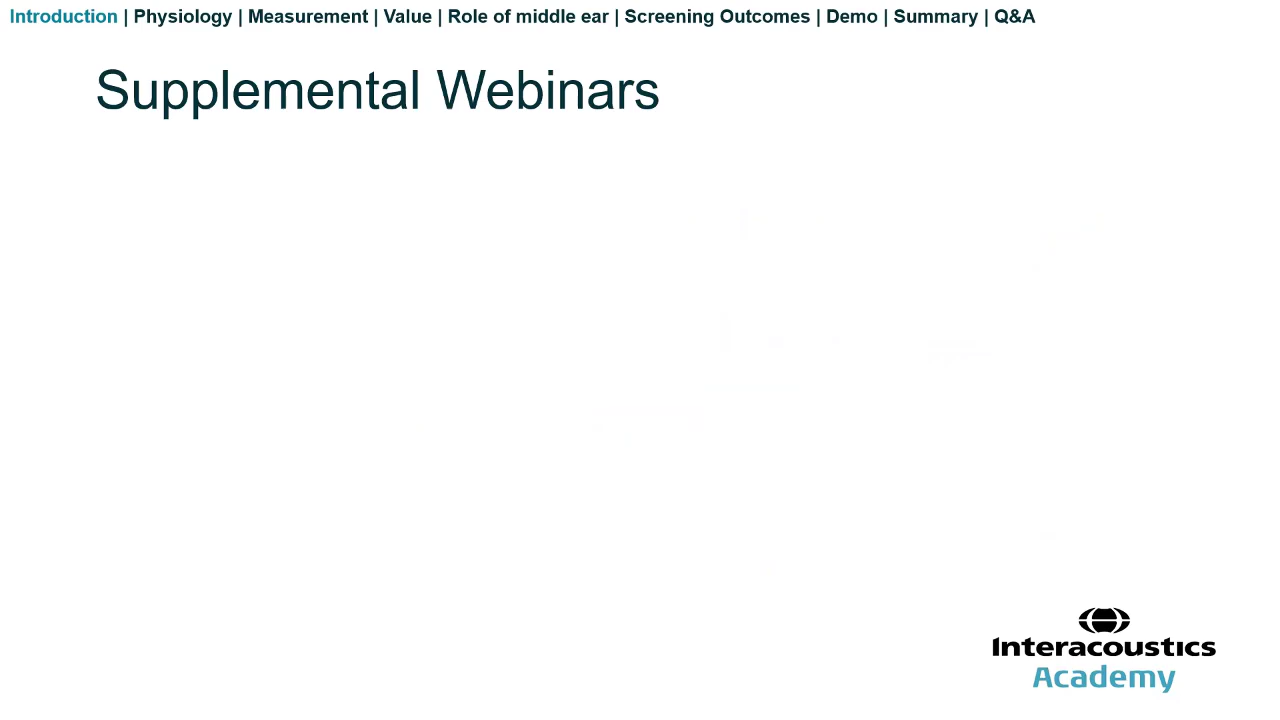 Introduction | Physiology | Measurement | Value | Role of middle ear | Screening Outcomes | Demo | Summary | Q&A
Supplemental Webinars
Interacoustics
Academy